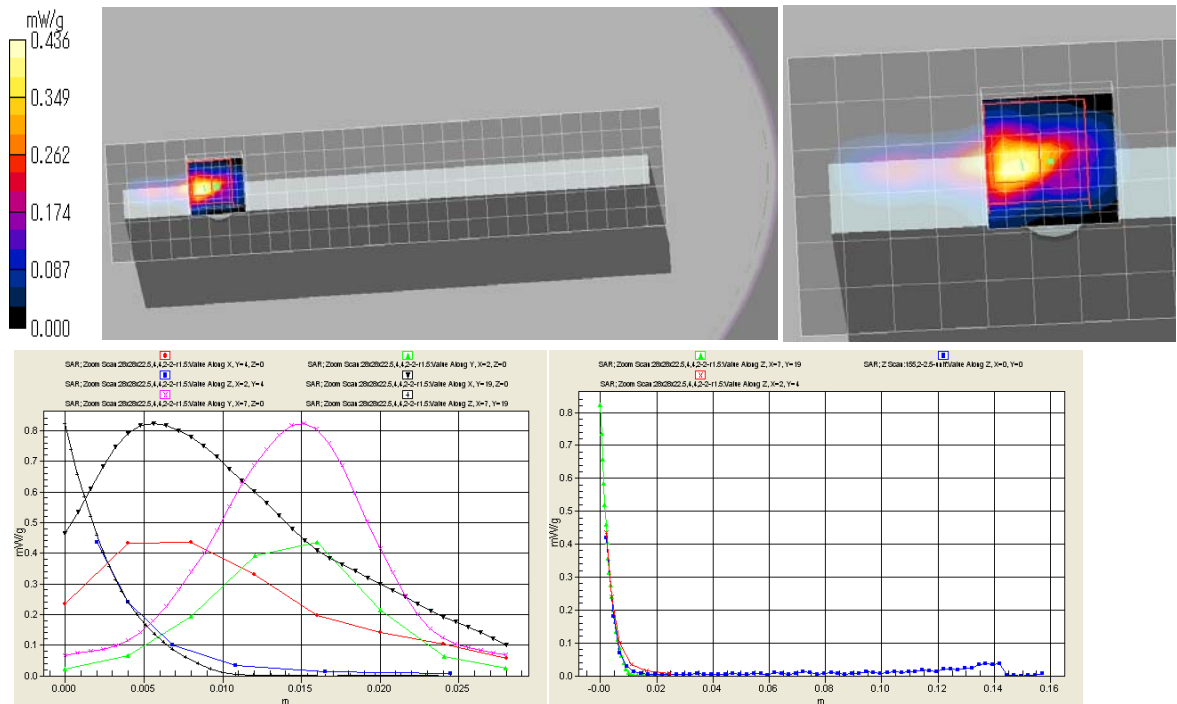 mW/g
0.436
0.349
0.262
0.174
0.087
0.000
SAR; Zoom Scan:28x28x22.5,4,4,2-2-r1.5:Value Along X, Y=4, Z=0
SAR; Zoom Scan:28x28x22.5,4,4,2-2-r1.5:Value Along Y, X=2, Z=0
SAR; Zoom Scan:28x28x22.5,4,4,2-2-r1.5:Value Along Z, X=2, Y=4
SAR; Zoom Scan:28x28x22.5,4,4,2-2-r1.5:Value Along X, Y=19, Z=0
SAR; Zoom Scan:28x28x22.5,4,4,2-2-r1.5:Value Along Y, X=7, Z=0
SAR; Zoom Scan:28x28x22.5,4,4,2-2-r1.5:Value Along Z, X=7, Y=19
0.8
0.7
0.6
0.5
mW/g
0.4
0.3
0.2
0.1
0.0
0.000 0.005 0.010 0.015 0.020 0.025
m
SAR; Zoom Scan:28x28x22.5,4,4,2-2-r1.5:Value Along Z, X=7, Y=19
SAR; Z Scan:155,2-2.5-nift:Value Along Z, X=0, Y=0
SAR; Zoom Scan:28x28x22.5,4,4,2-2-r1.5:Value Along Z, X=2, Y=4
0.8
0.7
0.6
0.5
mW/g
0.4
0.3
0.2
0.1
0.0
-0.00 0.02 0.04 0.06 0.08 0.10 0.12 0.14 0.16
m